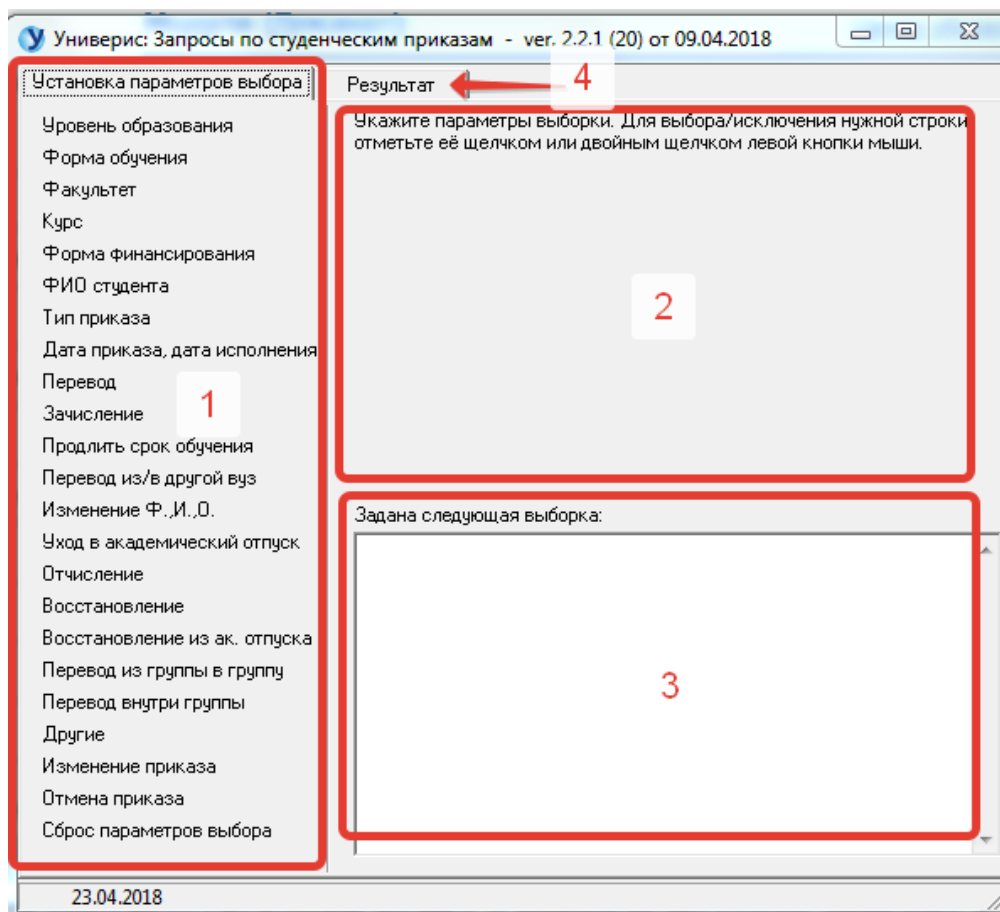 Универис: Запросы по студенческим приказам - ver. 2.2.1 (20) от 09.04.2018
Установка параметров выбора
Результат
4
Уровень образования
Форма обучения
Факультет
Курс
Форма финансирования
ФИО студента
Тип приказа
Дата приказа, дата исполнения
Перевод
Зачисление
Продлить срок обучения
Перевод из/в другой вуз
Изменение Ф.,И.,О.
Уход в академический отпуск
Отчисление
Восстановление
Восстановление из ак. отпуска
Перевод из группы в группу
Перевод внутри группы
Другие
Изменение приказа
Отмена приказа
Сброс параметров выбора
1
Укажите параметры выборки. Для выбора/исключения нужной строки
отметьте её щелчком или двойным щелчком левой кнопки мыши.
2
Задана следующая выборка:
3
23.04.2018